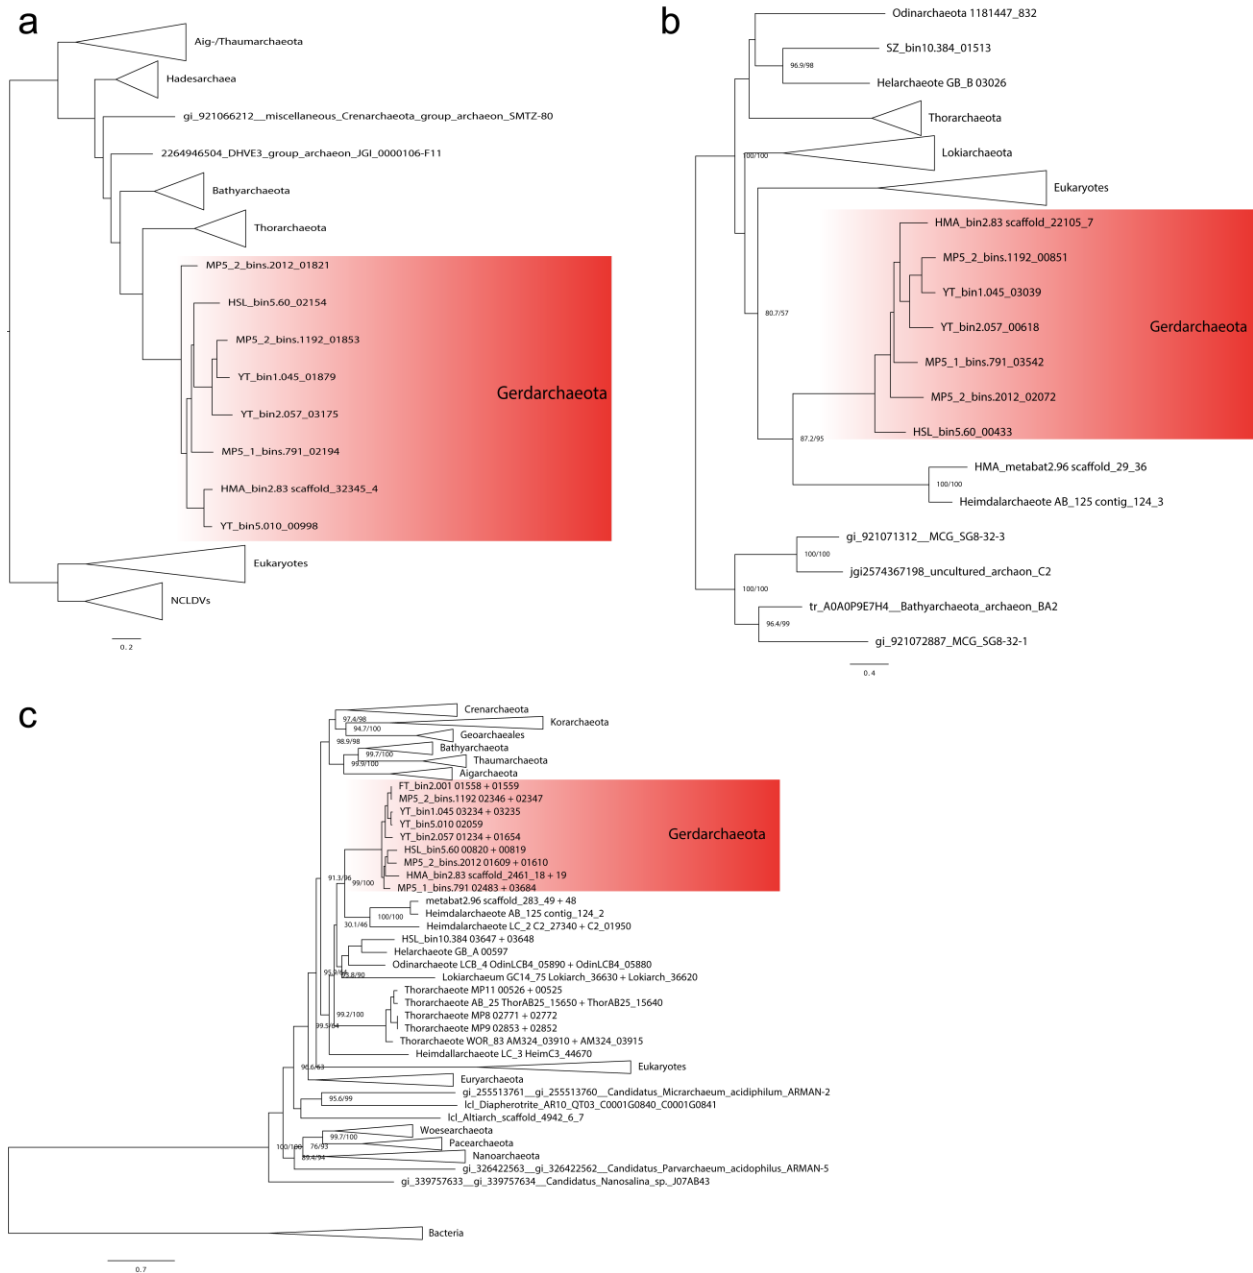 a
Aig-/Thaumarchaeota
Hadesarchaea
gi_921066212__miscellaneous_Crenarchaeota_group_archaeon_SMTZ-80
2264946504_DHVE3_group_archaeon_JGI_0000106-F11
Bathyarchaeota
Thorarchaeota
MP5_2_bins.2012_01821
HSL_bin5.60_02154
MP5_2_bins.1192_01853
YT_bin1.045_01879
Gerdarchaeota
YT_bin2.057_03175
MP5_1_bins.791_02194
HMA_bin2.83 scaffold_32345_4
YT_bin5.010_00998
Eukaryotes
NCLDVs
0.2
b
Odinarchaeota 1181447_832
SZ_bin10.384_01513
96.9/98
Helarchaeote GB_B 03026
Thorarchaeota
100/100
Lokiarchaeota
Eukaryotes
HMA_bin2.83 scaffold_22105_7
MP5_2_bins.1192_00851
YT_bin1.045_03039
80.7/57
YT_bin2.057_00618
Gerdarchaeota
MP5_1_bins.791_03542
MP5_2_bins.2012_02072
HSL_bin5.60_00433
87.2/95
HMA_metabat2.96 scaffold_29_36
100/100
Heimdalarchaeote AB_125 contig_124_3
gi_921071312__MCG_SG8-32-3
100/100
jgi2574367198_uncultured_archaon_C2
100/100
tr_A0A0P9E7H4__Bathyarchaeota_archaeon_BA2
96.4/99
gi_921072887_MCG_SG8-32-1
0.4
c
Crenarchaeota
97.4/98
Korarchaeota
94.7/100
Geoarchaeales
98.9/98
Bathyarchaeota
99.7/100
Thaumarchaeota
99.9/100
Aigarchaeota
FT_bin2.001 01558 + 01559
MP5_2_bins.1192 02346 + 02347
YT_bin1.045 03234 + 03235
YT_bin5.010 02059
Gerdarchaeota
YT_bin2.057 01234 + 01654
HSL_bin5.60 00820 + 00819
MP5_2_bins.2012 01609 + 01610
91.3/96
HMA_bin2.83 scaffold_2461_18 + 19
99/100
MP5_1_bins.791 02483 + 03684
metabat2.96 scaffold_283_49 + 48
100/100
Heimdalarchaeote AB_125 contig_124_2
30.1/46
Heimdalarchaeote LC_2 C2_27340 + C2_01950
HSL_bin10.384 03647 + 03648
Helarchaeote GB_A 00597
Odinarchaeote LCB_4 OdinLCB4_05890 + OdinLCB4_05880
Lokiarchaeum GC14_75 Lokiarch_36630 + Lokiarch_36620
Thorarchaeote MP11 00526 + 00525
Thorarchaeote AB_25 ThorAB25_15650 + ThorAB25_15640
99.2/100
Thorarchaeote MP8 02771 + 02772
Thorarchaeote MP9 02853 + 02852
Thorarchaeote WOR_83 AM324_03910 + AM324_03915
Heimdallarchaeote LC_3 HeimC3_44670
Eukaryotes
Euryarchaeota
gi_255513761__gi_255513760__Candidatus_Micrarchaeum_acidiphilum_ARMAN-2
95.6/99
lcl_Diapherotrite_AR10_QT03_C0001G0840_C0001G0841
lcl_Altiarch_scaffold_4942_6_7
Woesearchaeota
99.7/100
Pacearchaeota
100/100
76/93
Nanoarchaeota
89.4/94
gi_326422563__gi_326422562__Candidatus_Parvarchaeum_acidophilus_ARMAN-5
gi_339757633__gi_339757634__Candidatus_Nanosalina_sp._J07AB43
Bacteria
0.7